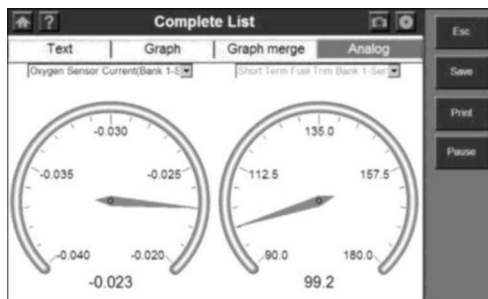 ? Complete List
Esc
Text Graph Graph merge Analog
Oxygen Sensor Current(Bank 1-S Short Term Fuel Trim Bank 1-Ser
Save
Print
Pause
-0.030 135.0
-0.035 -0.025 112.5 157.5
-0.040 -0.020 90.0 180.0
-0.023 99.2